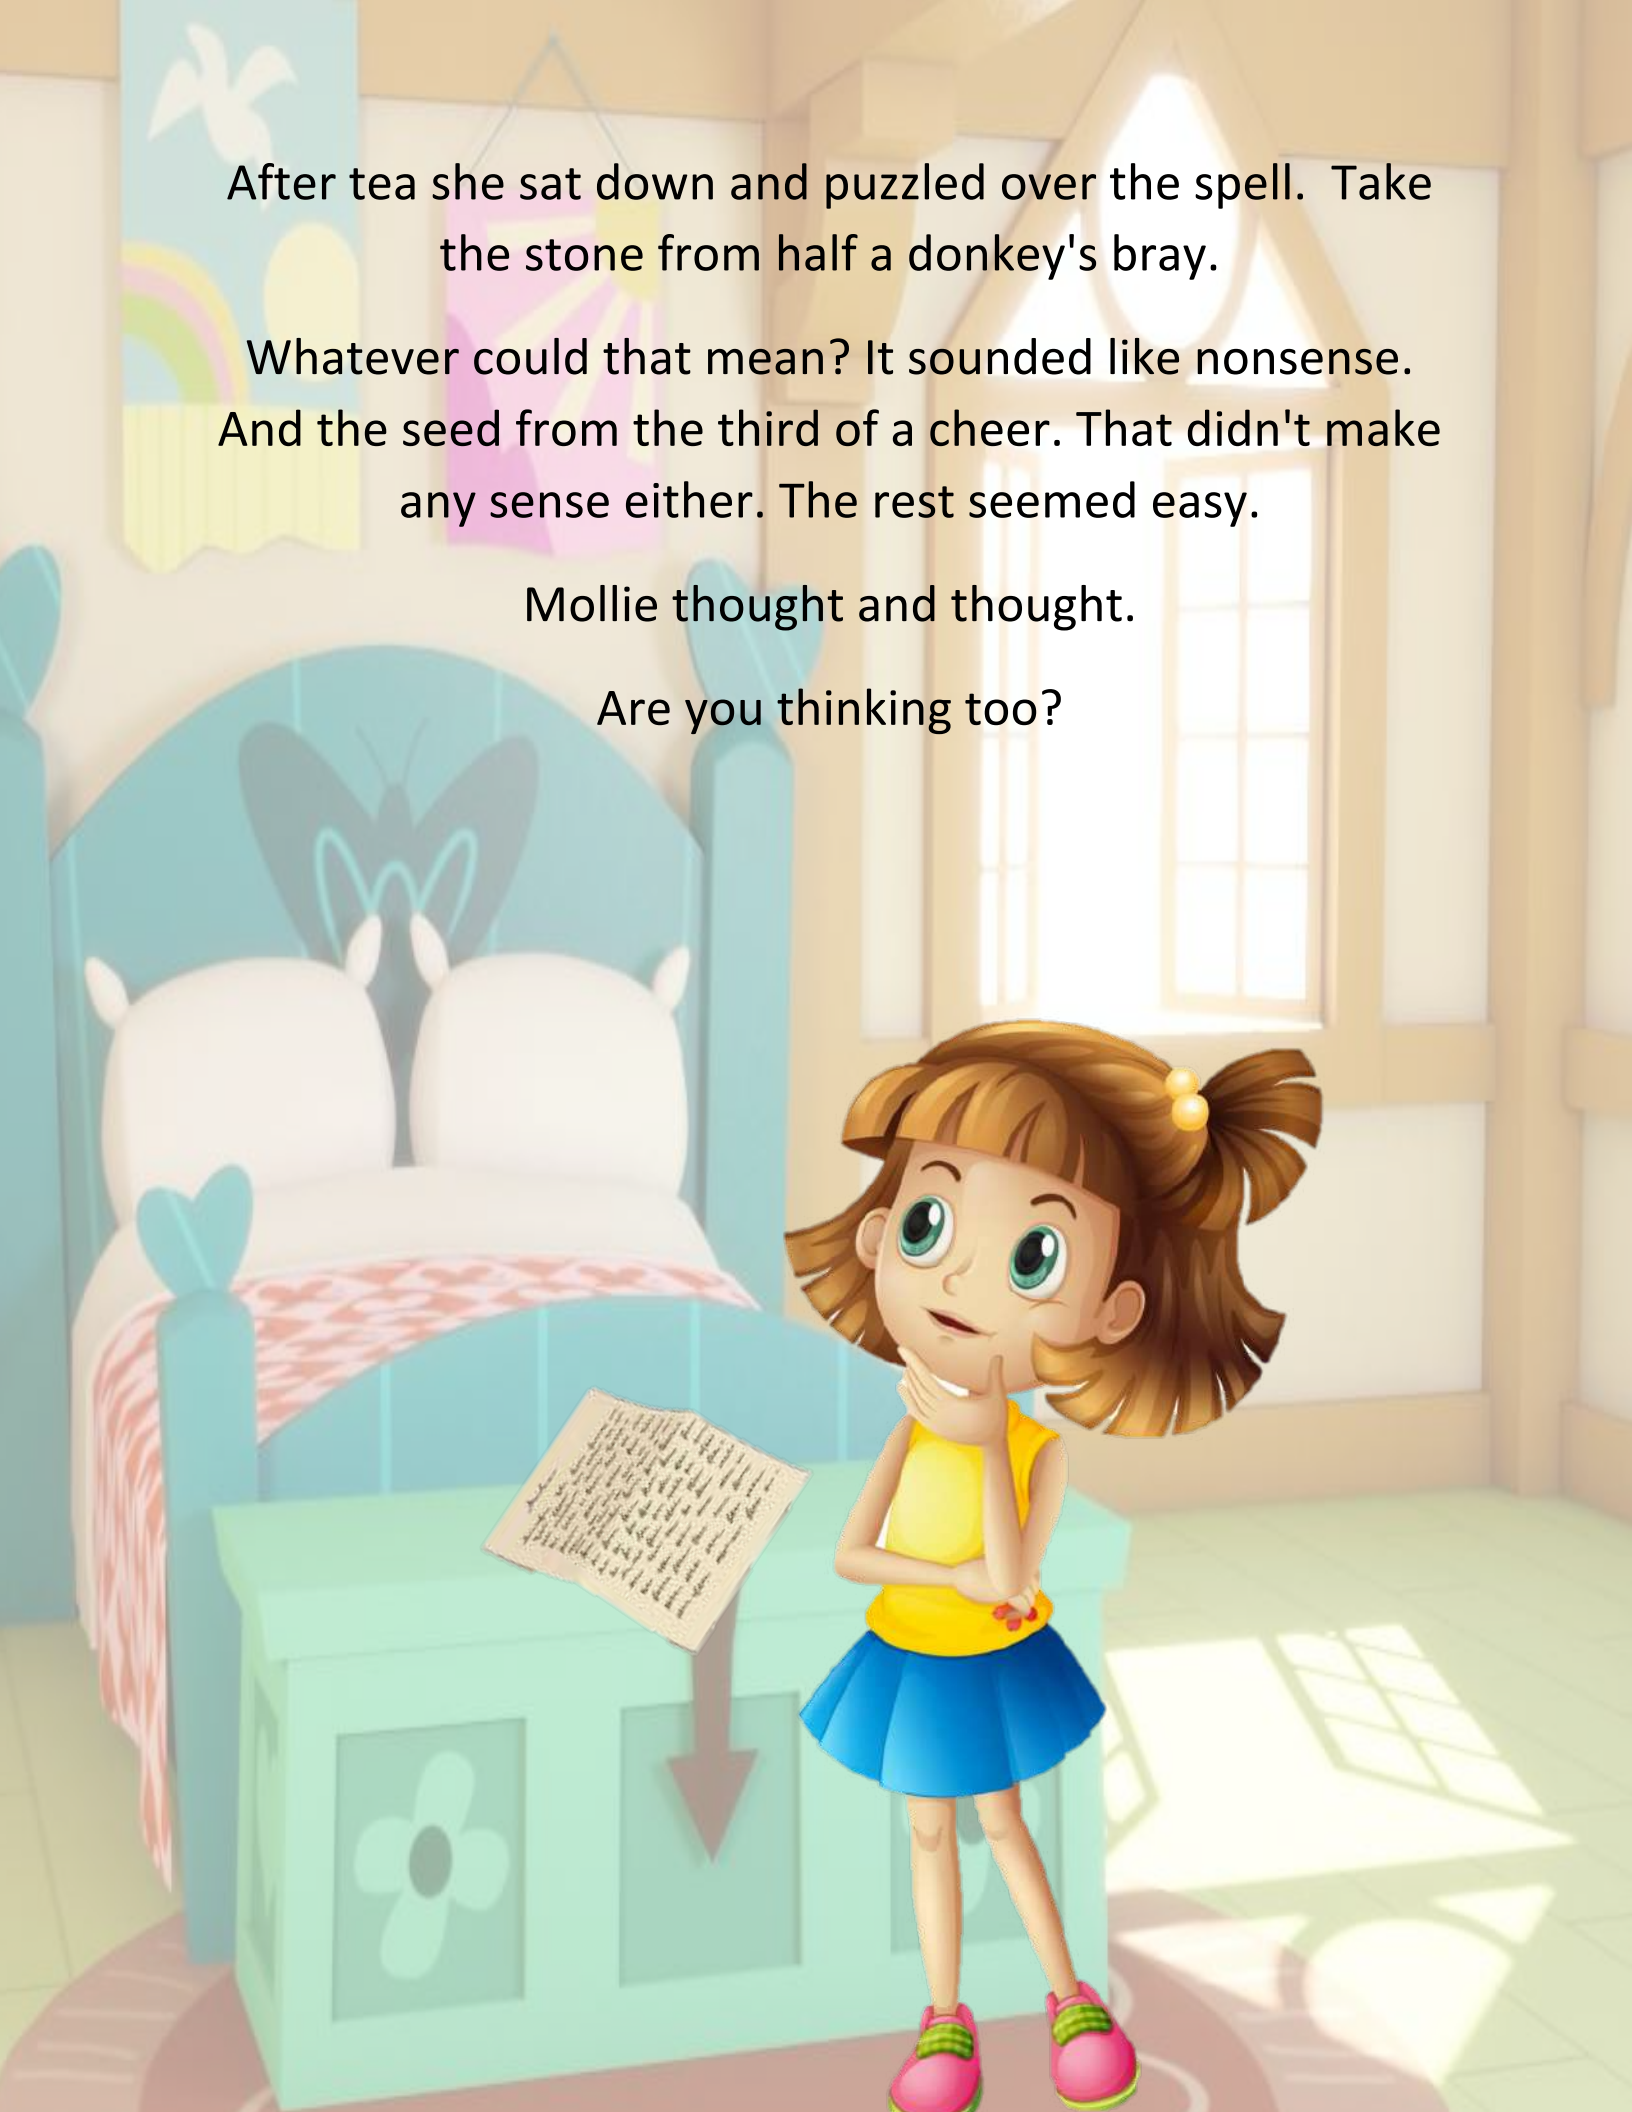 After tea she sat down and puzzled over the spell.  Take
the stone from half a donkey's bray.
Whatever could that mean? It sounded like nonsense.
And the seed from the third of a cheer. That didn't make
any sense either. The rest seemed easy.
Mollie thought and thought.
Are you thinking too?